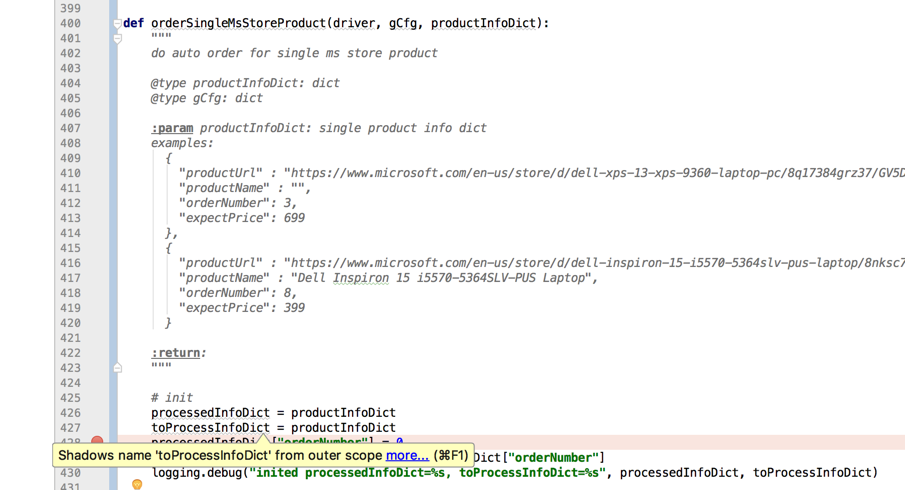 399
400 def orderSingleMsStoreProduct(driver, gCfg, productInfoDict):
401 """
402 do auto order for single ms store product
403
404 @type productInfoDict: dict
405 @type gCfg: dict
406
407 :param productInfoDict: single product info dict
408 examples:
409 {
410 "productUrl" : "https://www.microsoft.com/en-us/store/d/dell-xps-13-xps-9360-laptop-pc/8q17384grz37/GV5D
411 "productName" : "",
412 "orderNumber": 3,
413 "expectPrice": 699
414 },
415 {
416 "productUrl" : "https://www.microsoft.com/en-us/store/d/dell-inspiron-15-i5570-5364slv-pus-laptop/8nksc7
417 "productName" : "Dell Inspiron 15 i5570-5364SLV-PUS Laptop",
418 "orderNumber": 8,
419 "expectPrice": 399
420 }
421
422 :return:
423 """
424
425 # init
426 processedInfoDict = productInfoDict
427 toProcessInfoDict = productInfoDict
428 processedInfoDict["orderNumber"] = 0
Shadows name 'toProcessInfoDict' from outer scope more... (⌘F1) Dict["orderNumber"]
430 logging.debug("inited processedInfoDict=%s, toProcessInfoDict=%s", processedInfoDict, toProcessInfoDict)
431